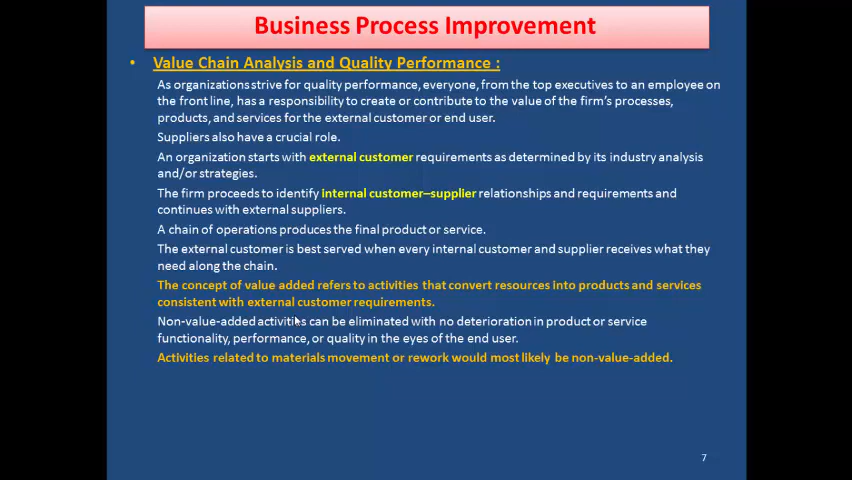 Business Process Improvement
• Value Chain Analysis and Quality Performance :
As organizations strive for quality performance, everyone, from the top executives to an employee on
the front line, has a responsibility to create or contribute to the value of the firm's processes,
products, and services for the external customer or end user.
Suppliers also have a crucial role.
An organization starts with external customer requirements as determined by its industry analysis
and/or strategies.
The firm proceeds to identify internal customer–supplier relationships and requirements and
continues with external suppliers.
A chain of operations produces the final product or service.
The external customer is best served when every internal customer and supplier receives what they
need along the chain.
The concept of value added refers to activities that convert resources into products and services
consistent with external customer requirements.
Non-value-added activities can be eliminated with no deterioration in product or service
functionality, performance, or quality in the eyes of the end user.
Activities related to materials movement or rework would most likely be non-value-added.
7